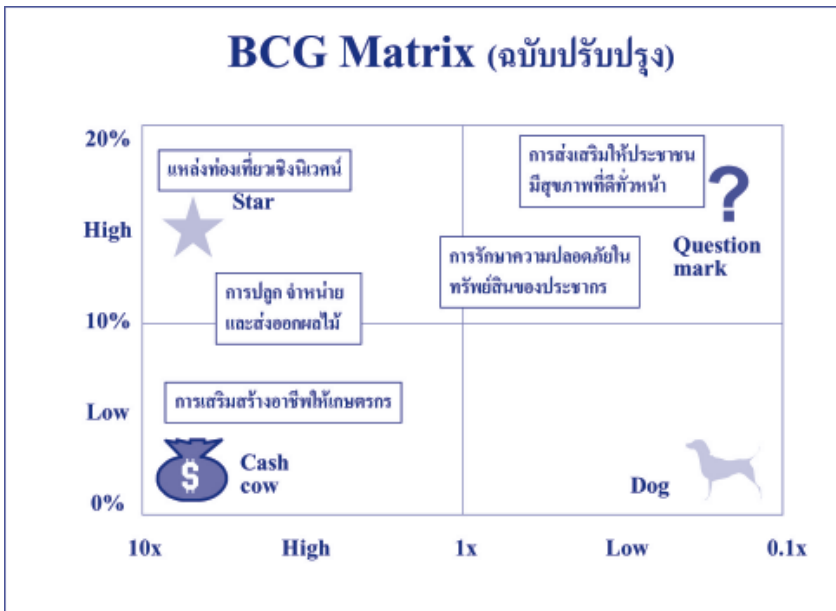 BCG Matrix (ฉบับปรับปรุง)
20%
แหล่งท่องเที่ยวเชิงนิเวศน์
Star
การส่งเสริมให้ประชาชน
มีสุขภาพที่ดีทั่วหน้า
?
Question
mark
High
การรักษาความปลอดภัยใน
ทรัพย์สินของประชากร
การปลูก จำหน่าย
และส่งออกผลไม้
10%
การเสริมสร้างอาชีพให้เกษตรกร
Low
$
Cash
cow
Dog
0%
10x
High
1x
Low
0.1x